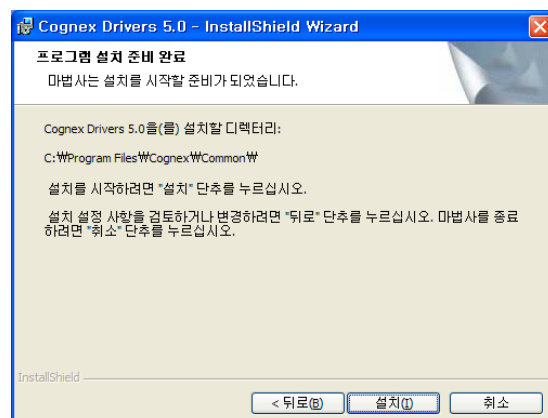 Cognex Drivers 5.0 - InstallShield Wizard
프로그램 설치 준비 완료
마법사는 설치를 시작할 준비가 되었습니다.
Cognex Drivers 5.0을(를) 설치할 디렉터리:
C:₩Program Files₩Cognex₩Common₩
설치를 시작하려면 "설치" 단추를 누르십시오.
설치 설정 사항을 검토하거나 변경하려면 "뒤로" 단추를 누르십시오. 마법사를 종료
하려면 "취소" 단추를 누르십시오.
InstallShield
< 뒤로(B) 설치(I) 취소